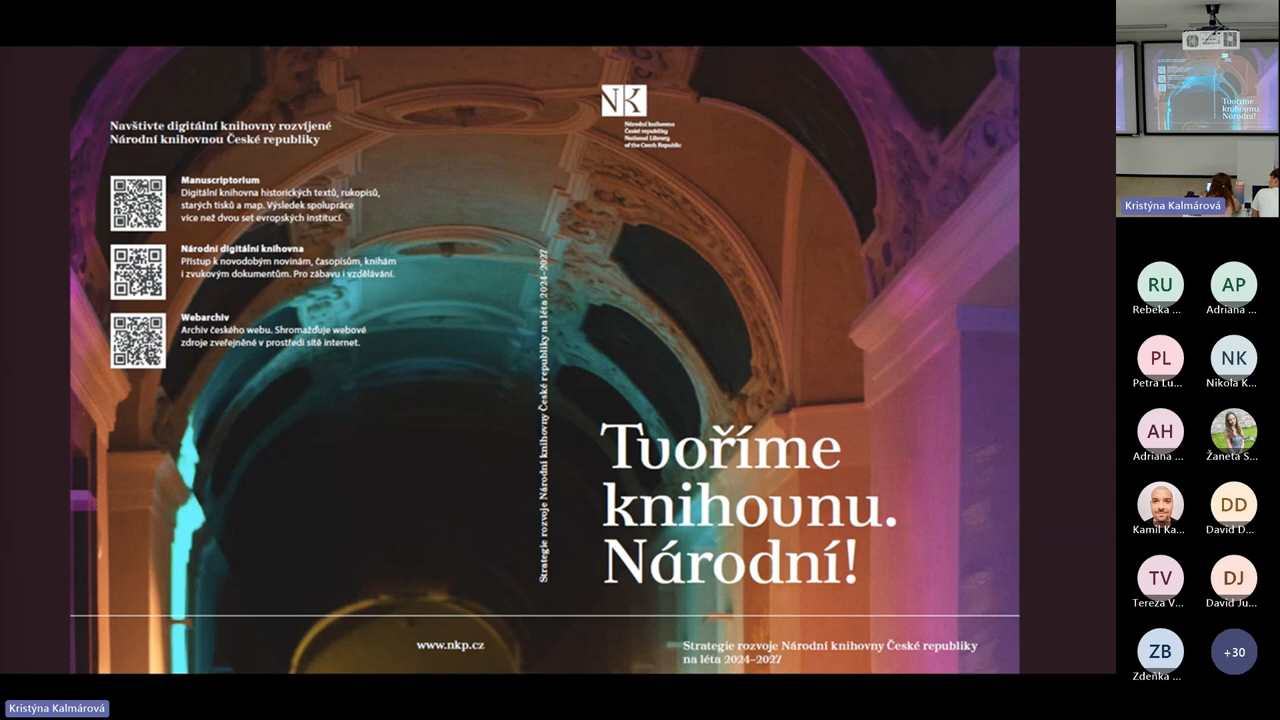 Navštivte digitální knihovny rozvíjené
Národní knihovnou České republiky
Manuscriptorium
Digitální knihovna historických textů, rukopisů,
starých tisků a map. Výsledek spolupráce
více než dvou set evropských institucí.
Národní digitální knihovna
Přístup k novodobým novinám, časopisům, knihám
i zvukovým dokumentům. Pro zábavu i vzdělávání.
Webarchiv
Archiv českého webu. Shromažďuje webové
zdroje zveřejněné v prostředí sítě internet.
www.nkp.cz
Strategie rozvoje Národní knihovny České republiky na léta 2024–2027
NK
Národní knihovna
České republiky
National Library
of the Czech Republic
Tvoříme
knihovnu.
Národní!
Strategie rozvoje Národní knihovny České republiky
na léta 2024–2027
Tvoříme
knihovnu.
Národní!
Kristýna Kalmárová
RU
Rebeka ...
AP
Adriana ...
PL
Petra Lu...
NK
Nikola K...
AH
Adriana ...
Žaneta S...
Kamil Ka...
DD
David D...
TV
Tereza V...
DJ
David Ju...
ZB
Zdeňka ...
+30
Kristýna Kalmárová